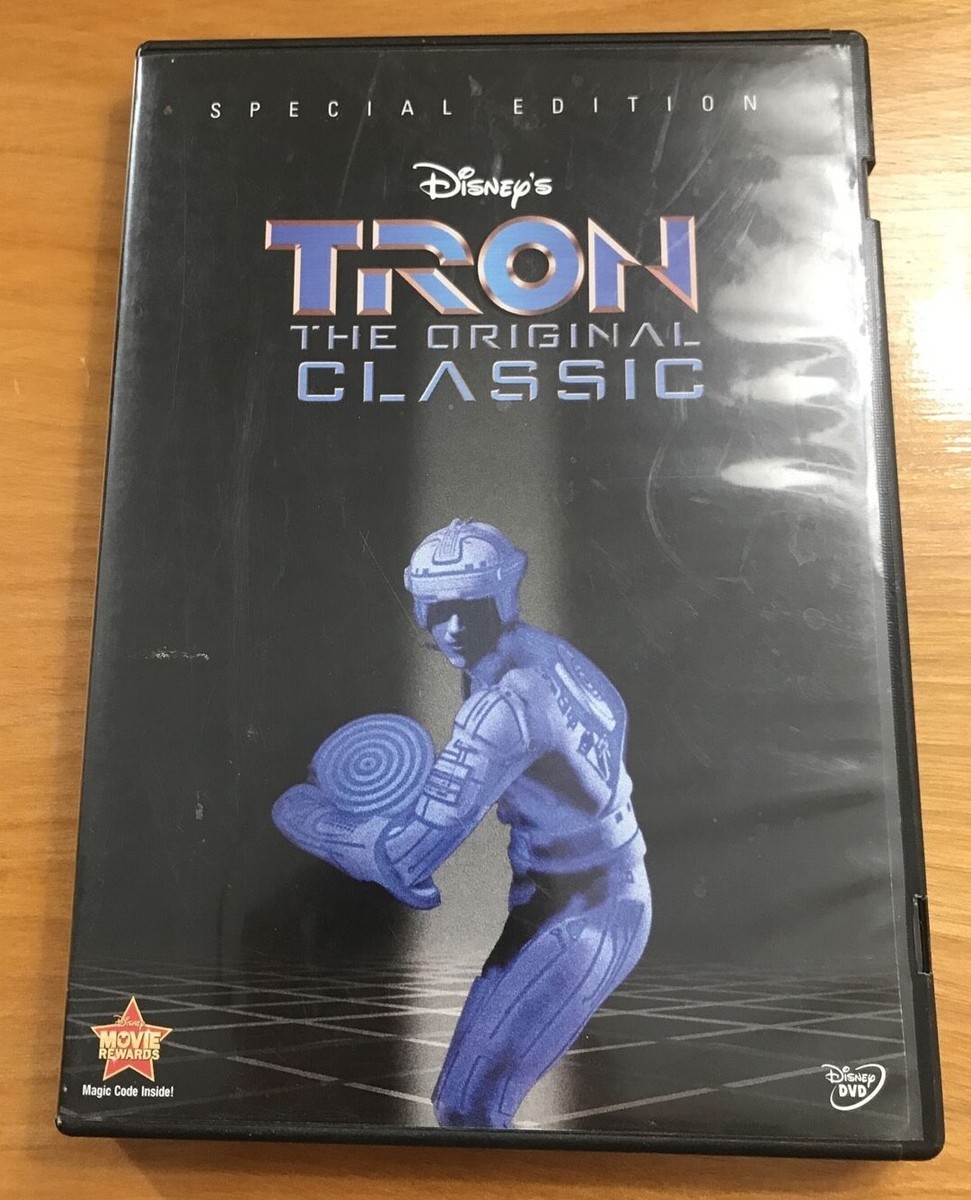 SPECIAL EDITION
Disney's
TRON
THE ORIGINAL
CLASSIC
Disney
MOVIE
REWARDS
Magic Code Inside!
Disney
DVD